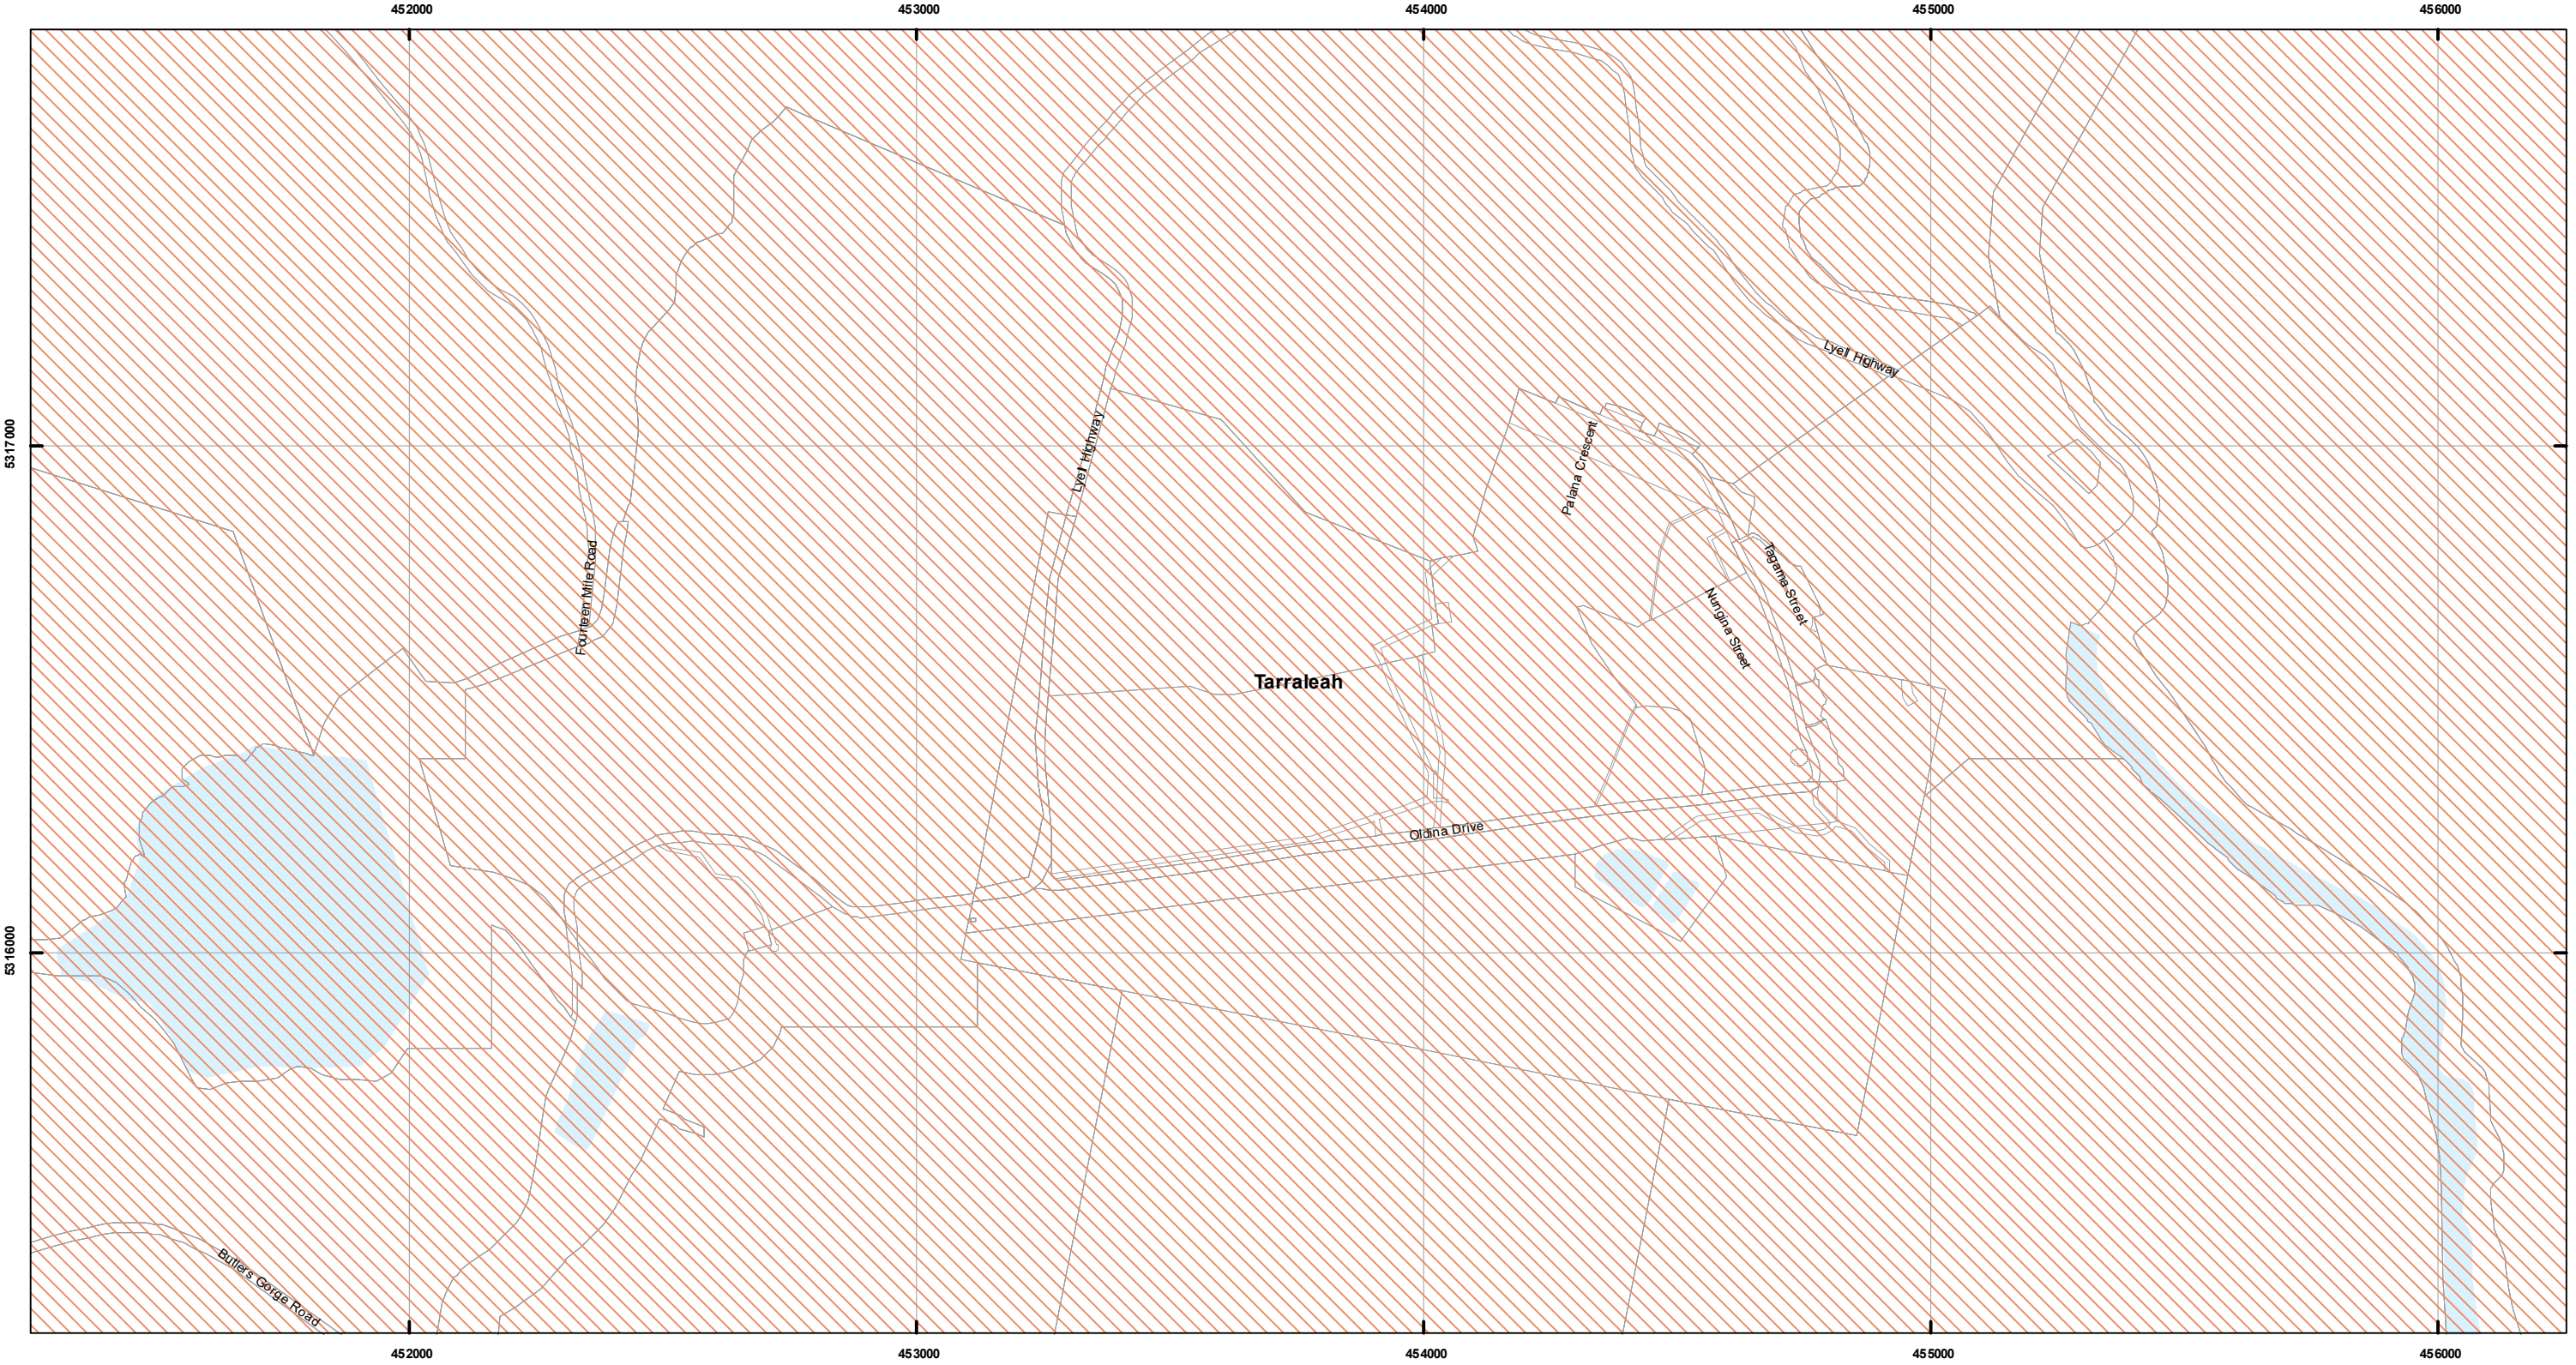 452000
453000
454000
455000
456000
Lyell Highway
5317000
Lyell Highway
Palana Crescent
Fourteen Mile Road
Tagama Street
Nungina Street
Tarraleah
Oldina Drive
5316000
Butlers Gorge Road
452000
453000
454000
455000
456000